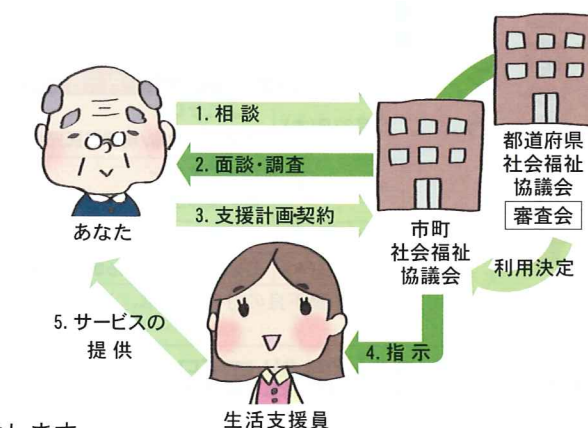 1. 相談
2. 面談・調査
3. 支援計画・契約
あなた
都道府県
社会福祉
協議会
審査会
市町
社会福祉
協議会
利用決定
5. サービスの
提供
4. 指示
生活支援員
します